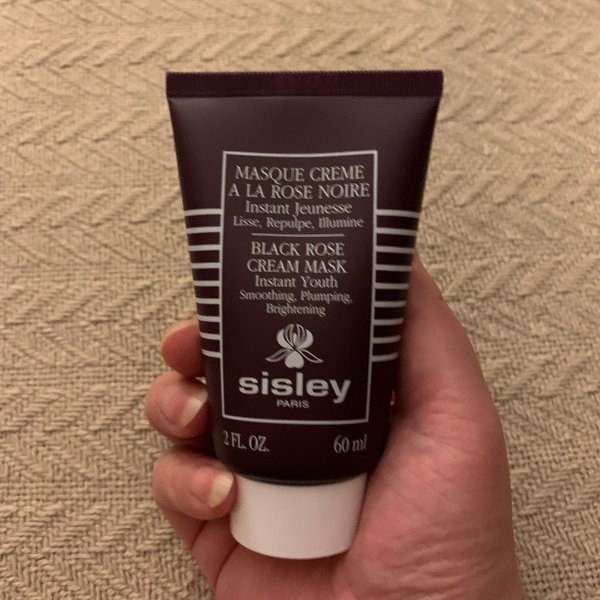 MASQUE CREME
A LA ROSE NOIRE
Instant Jeunesse
Lisse, Repulpe, Illumine
BLACK ROSE
CREAM MASK
Instant Youth
Smoothing, Plumping,
Brightening
sisley
PARIS
2 FL. OZ. 60 ml